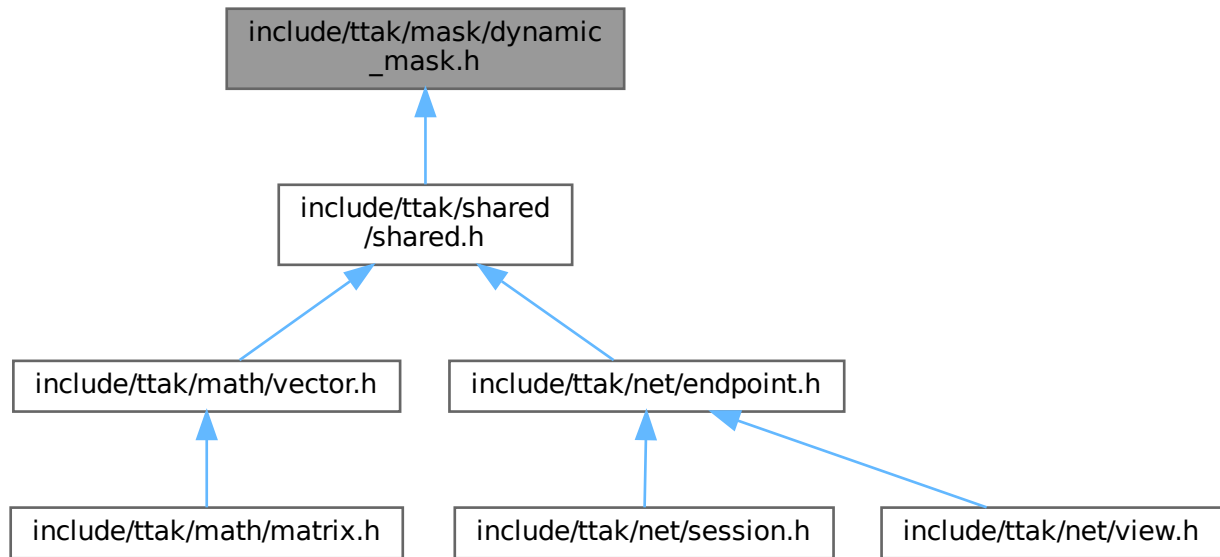 include/ttak/mask/dynamic
_mask.h
include/ttak/shared
/shared.h
include/ttak/math/vector.h
include/ttak/net/endpoint.h
include/ttak/math/matrix.h
include/ttak/net/session.h
include/ttak/net/view.h